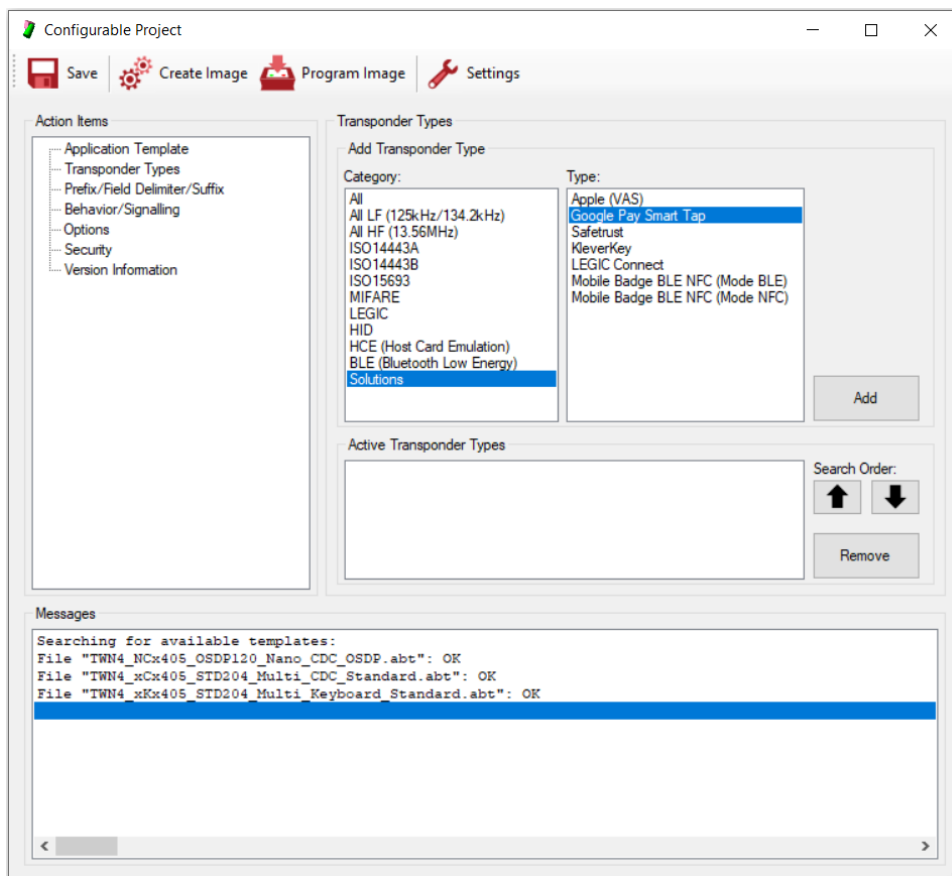 Configurable Project
Save
Create Image
Program Image
Settings
Action Items
Application Template
Transponder Types
Prefix/Field Delimiter/Suffix
Behavior/Signalling
Options
Security
Version Information
Transponder Types
Add Transponder Type
Category:
All
All LF (125kHz/134.2kHz)
All HF (13.56MHz)
ISO14443A
ISO14443B
ISO15693
MIFARE
LEGIC
HID
HCE (Host Card Emulation)
BLE (Bluetooth Low Energy)
Solutions
Type:
Apple (VAS)
Google Pay Smart Tap
Safetrust
KleverKey
LEGIC Connect
Mobile Badge BLE NFC (Mode BLE)
Mobile Badge BLE NFC (Mode NFC)
Add
Active Transponder Types
Search Order:
Remove
Messages
Searching for available templates:
File "TWN4_NCx405_OSDP120_Nano_CDC_OSDP.abt": OK
File "TWN4_xCx405_STD204_Multi_CDC_Standard.abt": OK
File "TWN4_xKx405_STD204_Multi_Keyboard_Standard.abt": OK